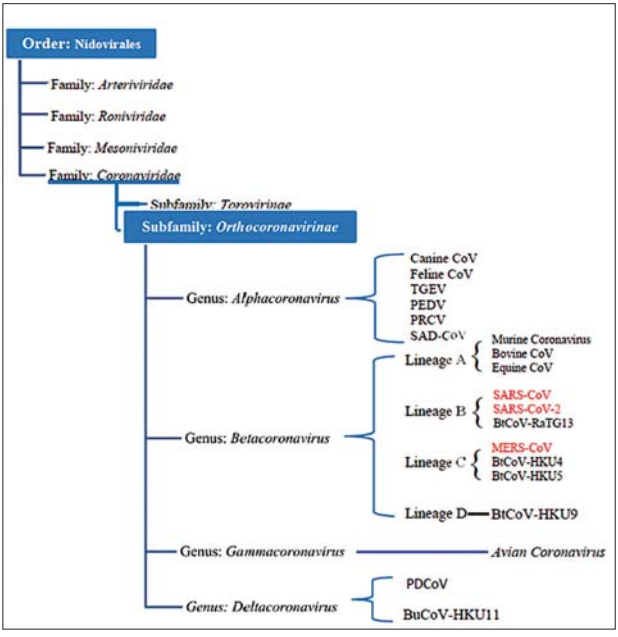 Order: Nidovirales
Family: Arteriviridae
Family: Roniviridae
Family: Mesoniviridae
Family: Coronaviridae
Subfamily: Torovirinae
Subfamily: Orthocoronavirinae
Genus: Alphacoronavirus
Canine CoV
Feline CoV
TGEV
PEDV
PRCV
SAD-CoV
Genus: Betacoronavirus
Lineage A
Murine Coronavirus
Bovine CoV
Equine CoV
Lineage B
SARS-CoV
SARS-CoV-2
BtCoV-RaTG13
Lineage C
MERS-CoV
BtCoV-HKU4
BtCoV-HKU5
Lineage D
BtCoV-HKU9
Genus: Gammacoronavirus
Avian Coronavirus
Genus: Deltacoronavirus
PDCoV
BuCoV-HKU11